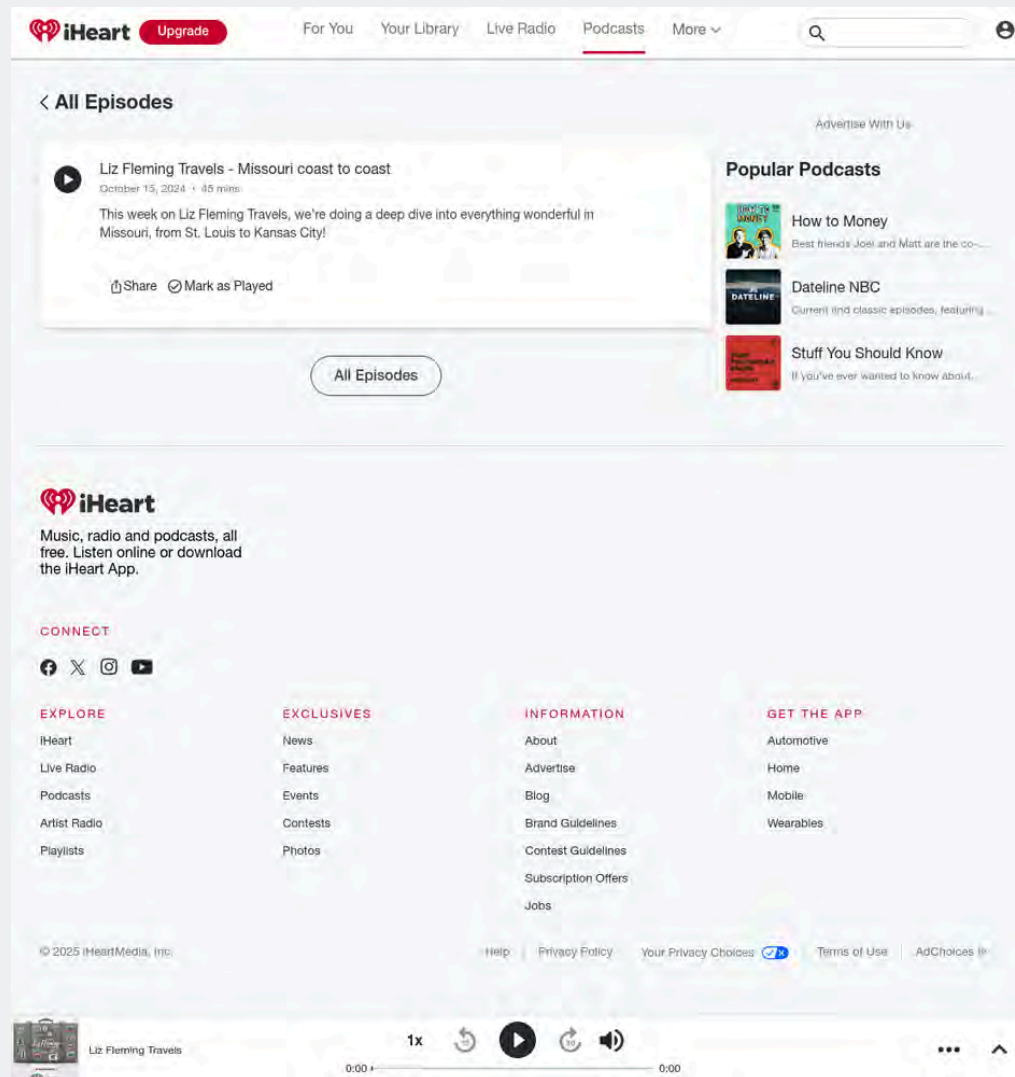 iHeart
Upgrade
For You
Your Library
Live Radio
Podcasts
More
All Episodes
Advertise With Us
Liz Fleming Travels - Missouri coast to coast
October 15, 2024 • 45 mins
This week on Liz Fleming Travels, we're doing a deep dive into everything wonderful in
Missouri, from St. Louis to Kansas City!
Share
Mark as Played
All Episodes
Popular Podcasts
HOW TO
MONEY
How to Money
Best friends Joel and Matt are the co-...
DATELINE
Dateline NBC
Current and classic episodes, featuring...
Stuff You Should Know
If you've ever wanted to know about...
iHeart
Music, radio and podcasts, all
free. Listen online or download
the iHeart App.
CONNECT
EXPLORE
iHeart
Live Radio
Podcasts
Artist Radio
Playlists
EXCLUSIVES
News
Features
Events
Contests
Photos
INFORMATION
About
Advertise
Blog
Brand Guidelines
Contest Guidelines
Subscription Offers
Jobs
GET THE APP
Automotive
Home
Mobile
Wearables
© 2025 iHeartMedia, Inc.
Help
Privacy Policy
Your Privacy Choices
Terms of Use
AdChoices
Liz Fleming Travels
1x
0:00
0:00